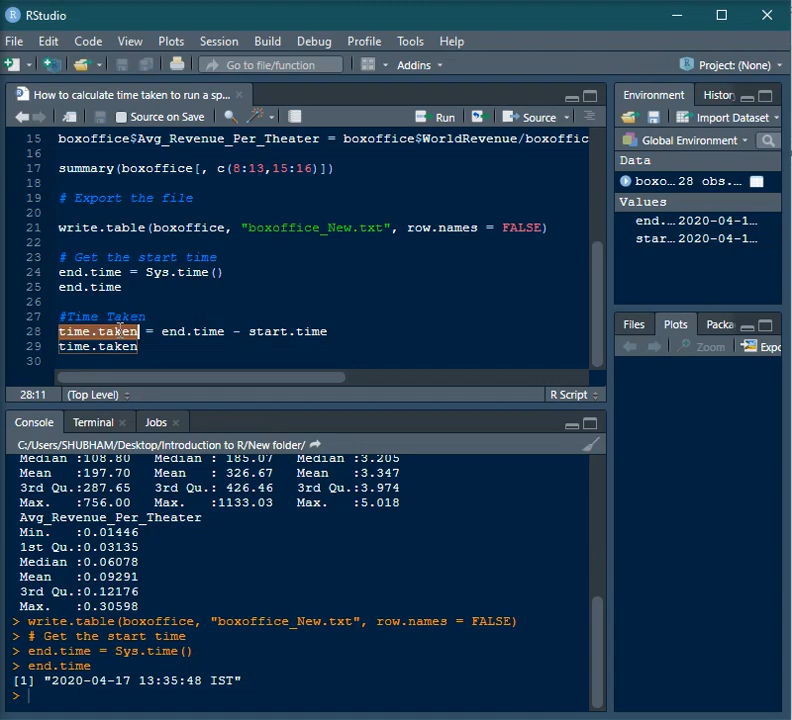 RStudio
File Edit Code View Plots Session Build Debug Profile Tools Help
Go to file/function Addins Project: (None)
How to calculate time taken to run a sp...
Source on Save Run Source
15 boxoffice$Avg_Revenue_Per_Theater = boxoffice$WorldRevenue/boxoffic
16
17 summary(boxoffice[, c(8:13,15:16)])
18
19 # Export the file
20
21 write.table(boxoffice, "boxoffice_New.txt", row.names = FALSE)
22
23 # Get the start time
24 end.time = Sys.time()
25 end.time
26
27 #Time Taken
28 time.taken = end.time - start.time
29 time.taken
30
28:11 (Top Level) R Script
Console Terminal Jobs
C:/Users/SHUBHAM/Desktop/Introduction to R/New folder/
Median :108.80 Median : 185.07 Median :3.205
Mean :197.70 Mean : 326.67 Mean :3.347
3rd Qu.:287.65 3rd Qu.: 426.46 3rd Qu.:3.974
Max. :756.00 Max. :1133.03 Max. :5.018
Avg_Revenue_Per_Theater
Min. :0.01446
1st Qu.:0.03135
Median :0.06078
Mean :0.09291
3rd Qu.:0.12176
Max. :0.30598
> write.table(boxoffice, "boxoffice_New.txt", row.names = FALSE)
> # Get the start time
> end.time = Sys.time()
> end.time
[1] "2020-04-17 13:35:48 IST"
>
Environment Histor
Import Dataset
Global Environment
Data
boxo... 28 obs....
Values
end... 2020-04-1...
star... 2020-04-1...
Files Plots Packa
Zoom Expo